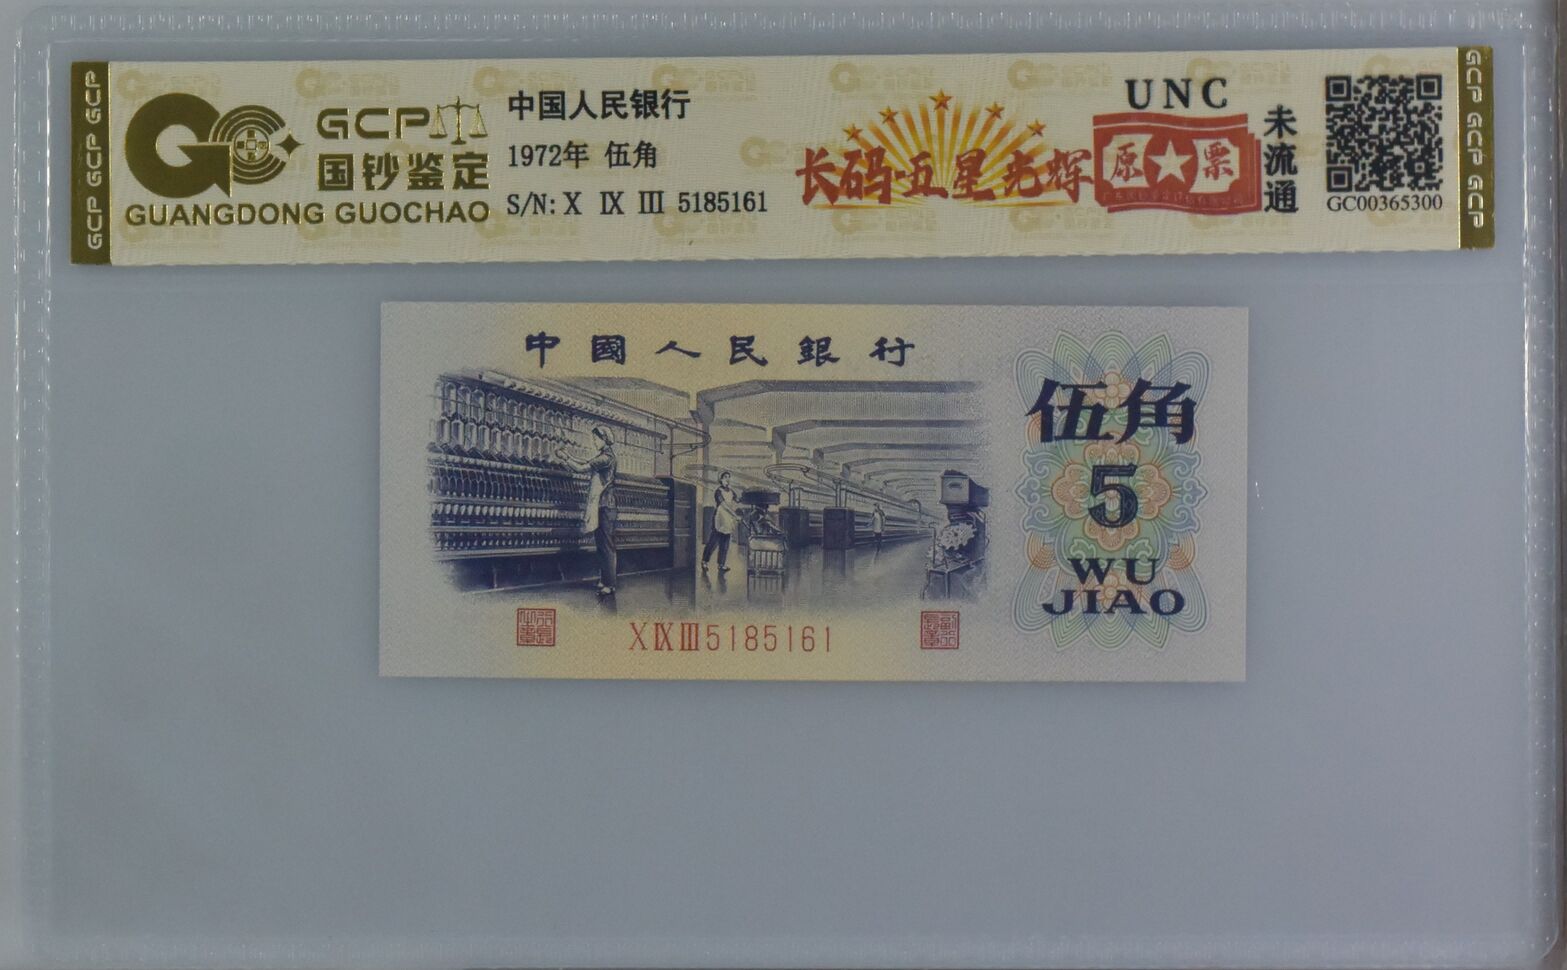 GCP GCP GCP
GCP
国钞鉴定
GUANGDONG GUOCHAO
中国人民银行
1972年 伍角
S/N: X IX III 5185161
长码·五星光辉
UNC
原★票
未流通
GC00365300
GCP GCP GCP
中國人民銀行
伍角
5
WU
JIAO
X IX III 5185161